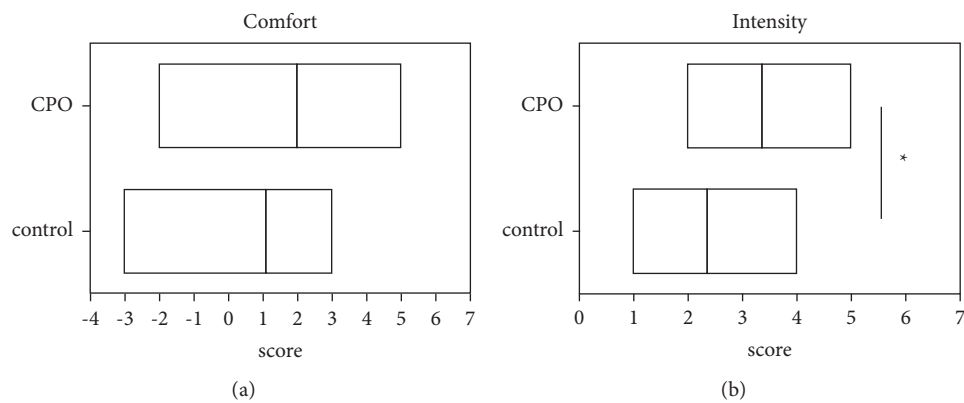 Comfort
CPO
control
-4 -3 -2 -1 0 1 2 3 4 5 6 7
score
(a)
Intensity
CPO
*
control
0 1 2 3 4 5 6 7
score
(b)